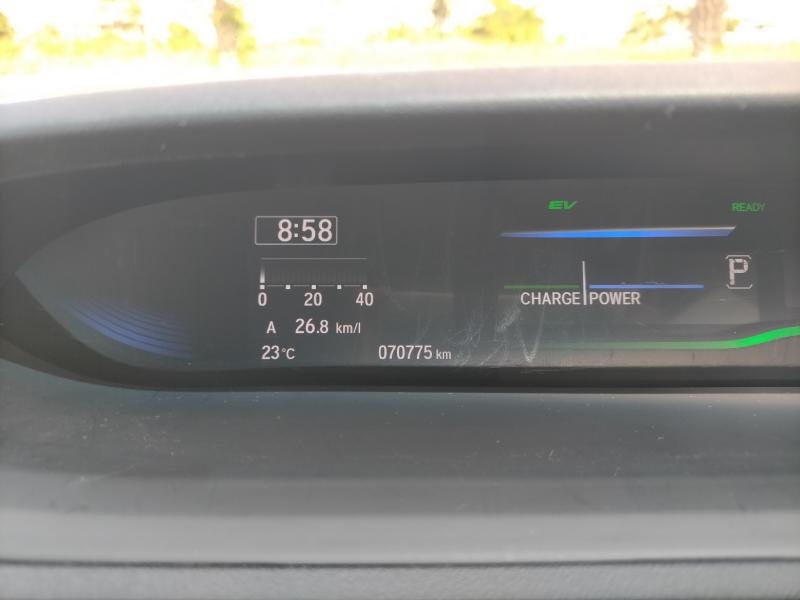 8:58
EV
READY
0 20 40
CHARGE POWER
P
A 26.8 km/l
23°C
070775 km